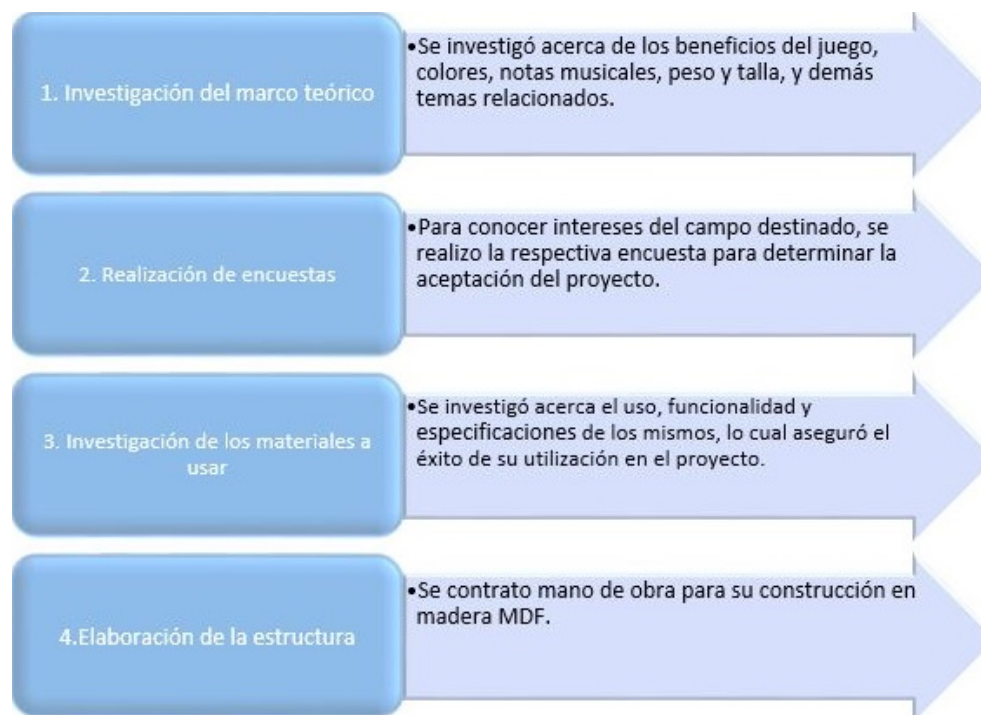 1. Investigación del marco teórico
•Se investigó acerca de los beneficios del juego,
colores, notas musicales, peso y talla, y demás
temas relacionados.
2. Realización de encuestas
•Para conocer intereses del campo destinado, se
realizo la respectiva encuesta para determinar la
aceptación del proyecto.
3. Investigación de los materiales a
usar
•Se investigó acerca el uso, funcionalidad y
especificaciones de los mismos, lo cual aseguró el
éxito de su utilización en el proyecto.
4.Elaboración de la estructura
•Se contrato mano de obra para su construcción en
madera MDF.